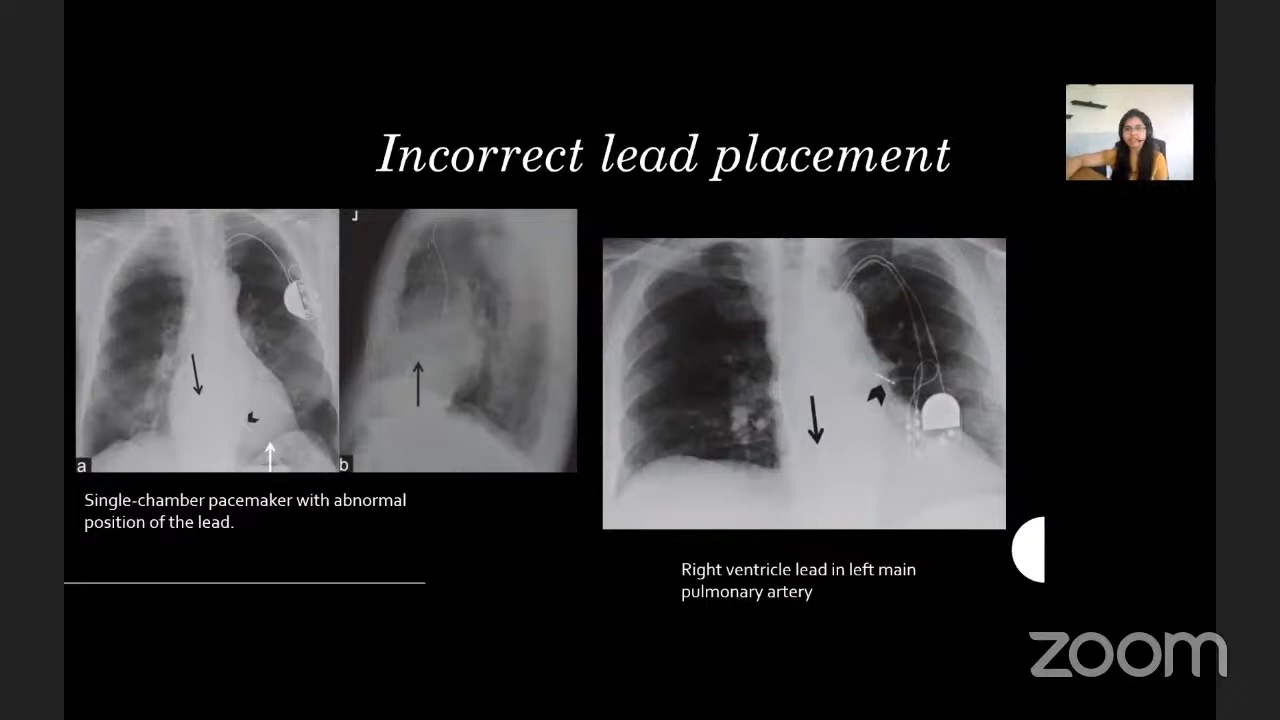 Incorrect lead placement
J
a
b
Single-chamber pacemaker with abnormal
position of the lead.
Right ventricle lead in left main
pulmonary artery
zoom